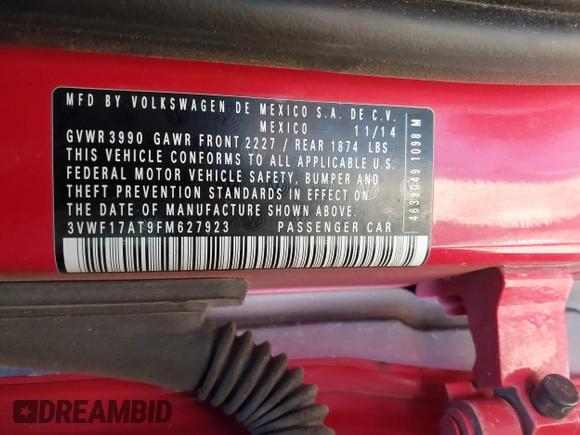 MFD BY VOLKSWAGEN DE MEXICO S.A. DE C.V.
MEXICO 11/14
GVWR 3990 GAWR FRONT 2227 / REAR 1874 LBS
THIS VEHICLE CONFORMS TO ALL APPLICABLE U.S.
FEDERAL MOTOR VEHICLE SAFETY, BUMPER AND
THEFT PREVENTION STANDARDS IN EFFECT ON
THE DATE OF MANUFACTURE SHOWN ABOVE.
3VWF17AT9FM627923 PASSENGER CAR
4639049 1098 M
DREAMBID